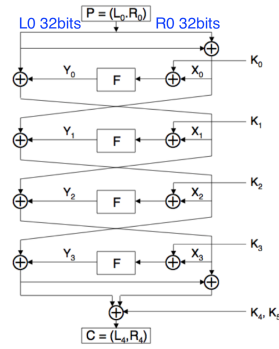 P = (L₀.R₀)
L0 32bits R0 32bits
K₀
Y₀ F X₀
K₁
Y₁ F X₁
K₂
Y₂ F X₂
K₃
Y₃ F X₃
K₄, K₅
C = (L₄,R₄)